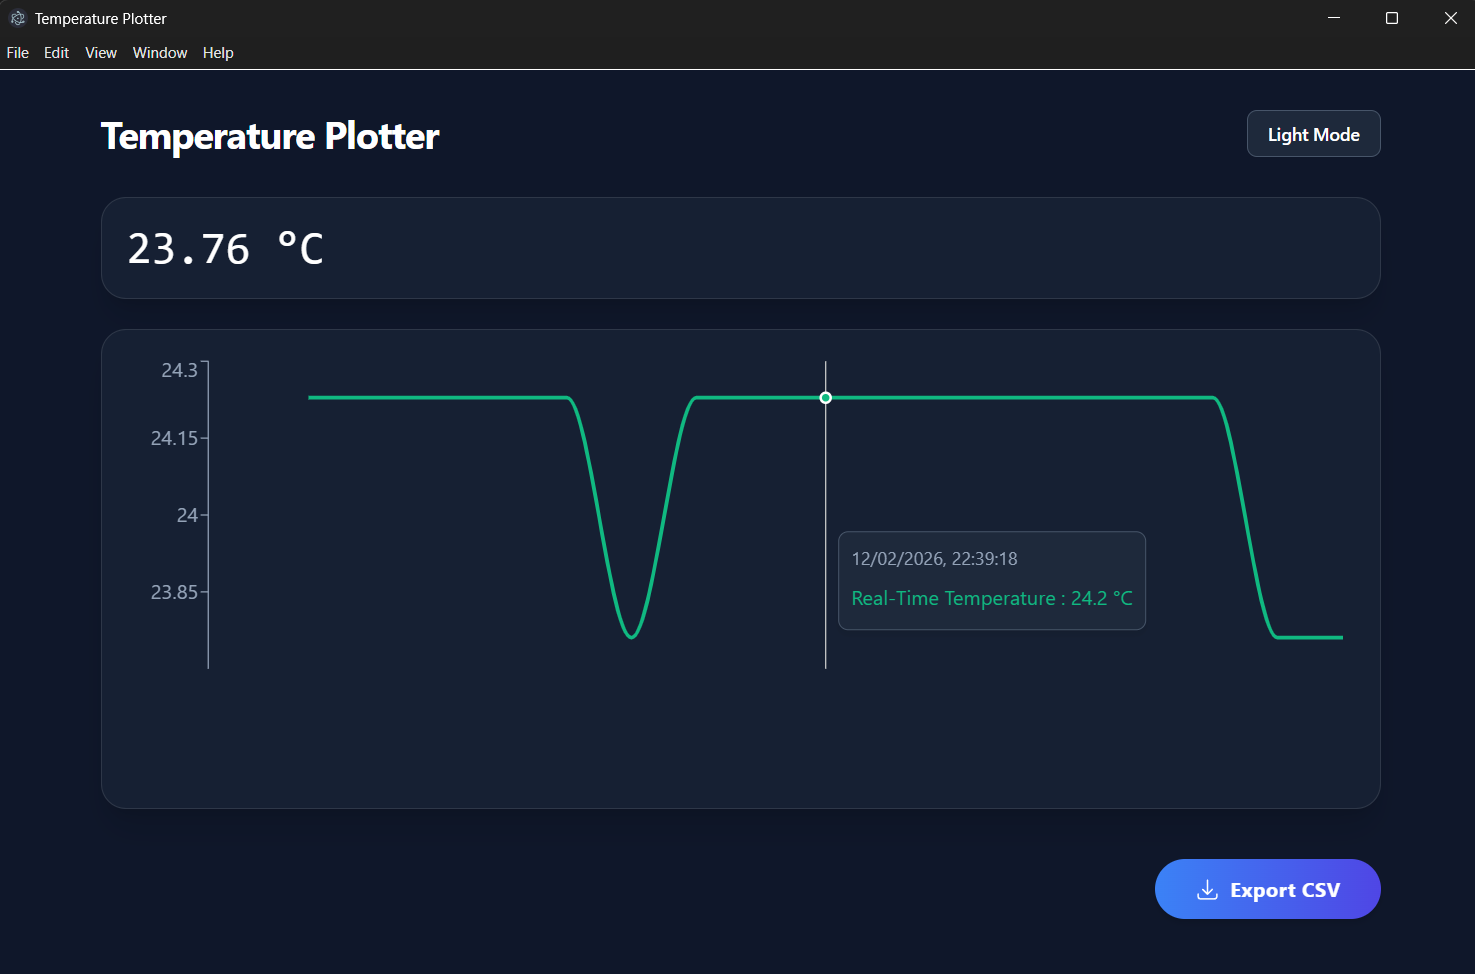 Temperature Plotter
File Edit View Window Help
Temperature Plotter
Light Mode
23.76 °C
24.3
24.15
24
23.85
12/02/2026, 22:39:18
Real-Time Temperature : 24.2 °C
Export CSV